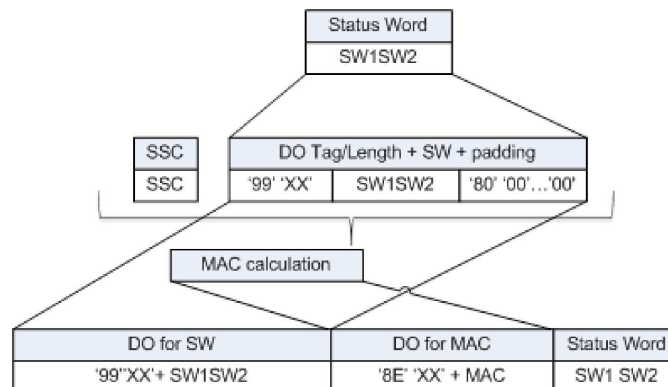 Status Word
SW1SW2
SSC
DO Tag/Length + SW + padding
SSC
‘99’ ‘XX’
SW1SW2
‘80’ ‘00’...‘00’
MAC calculation
DO for SW
DO for MAC
Status Word
‘99’‘XX’+ SW1SW2
‘8E’ ‘XX’ + MAC
SW1 SW2